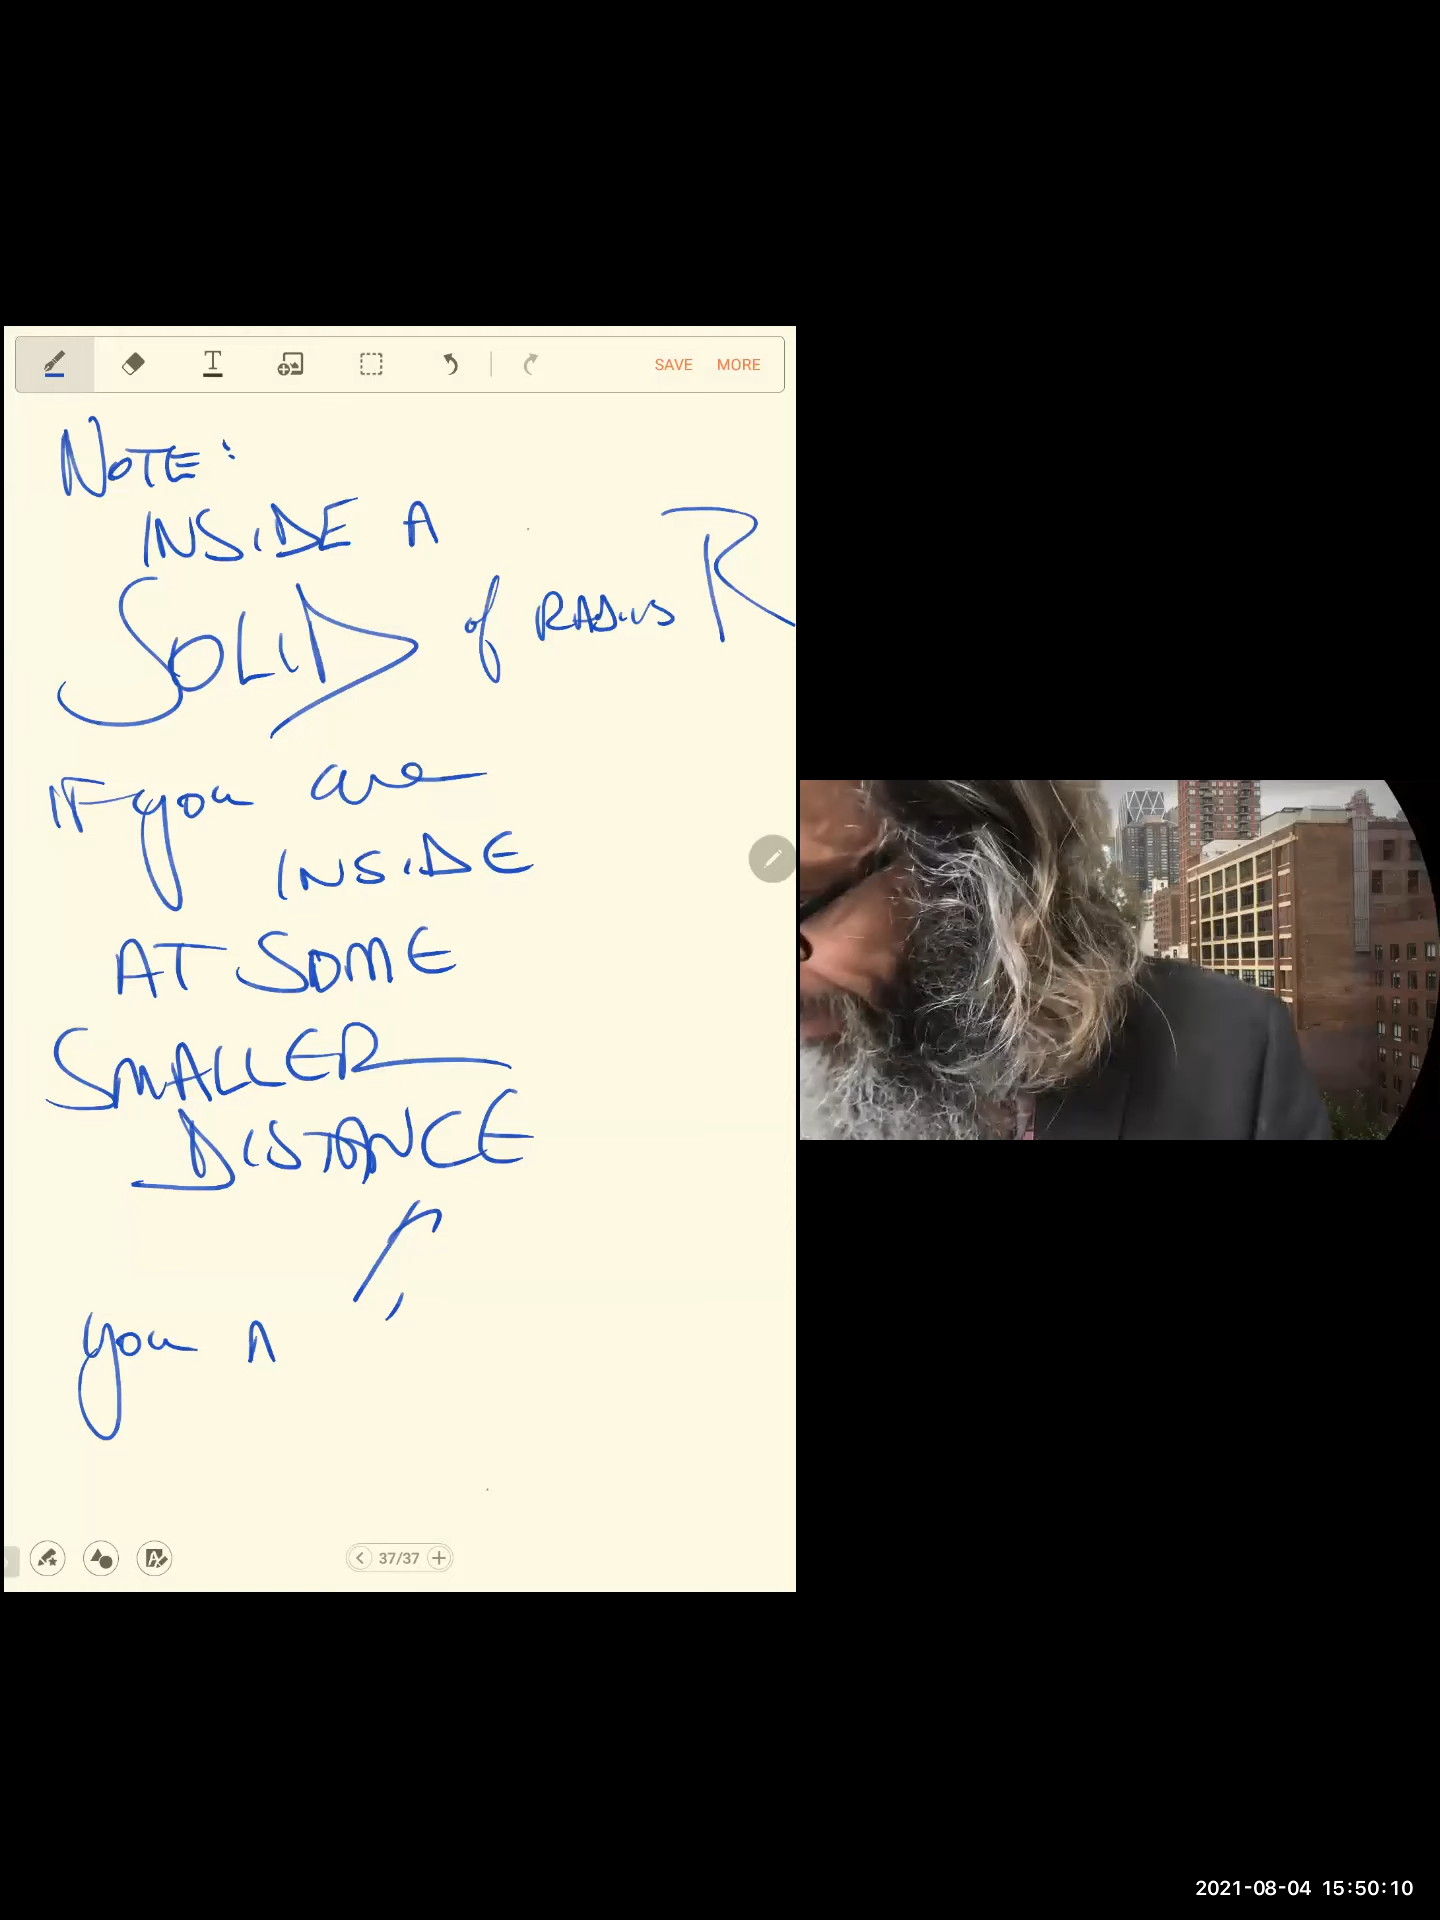 T
SAVE MORE
NOTE:
INSIDE A
SOLID of RADIUS R
IF you are
INSIDE
AT SOME
SMALLER
DISTANCE
r,
you A
37/37
2021-08-04 15:50:10